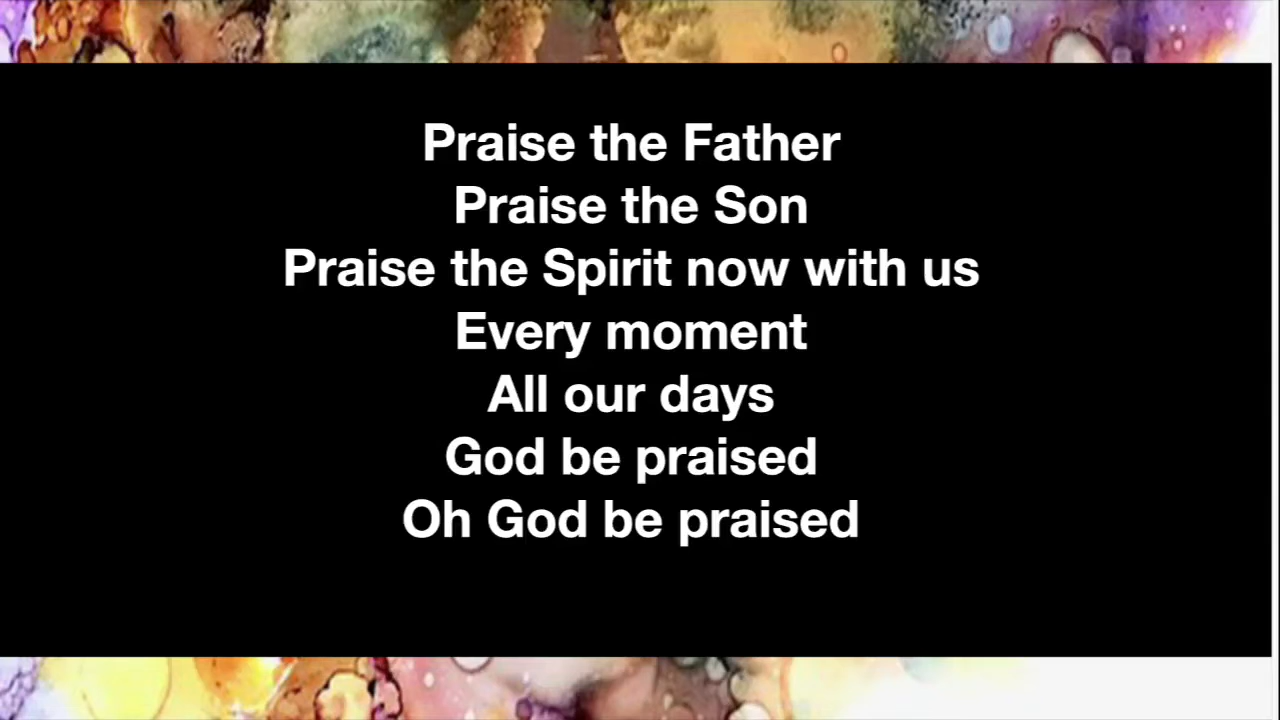 Praise the Father
Praise the Son
Praise the Spirit now with us
Every moment
All our days
God be praised
Oh God be praised